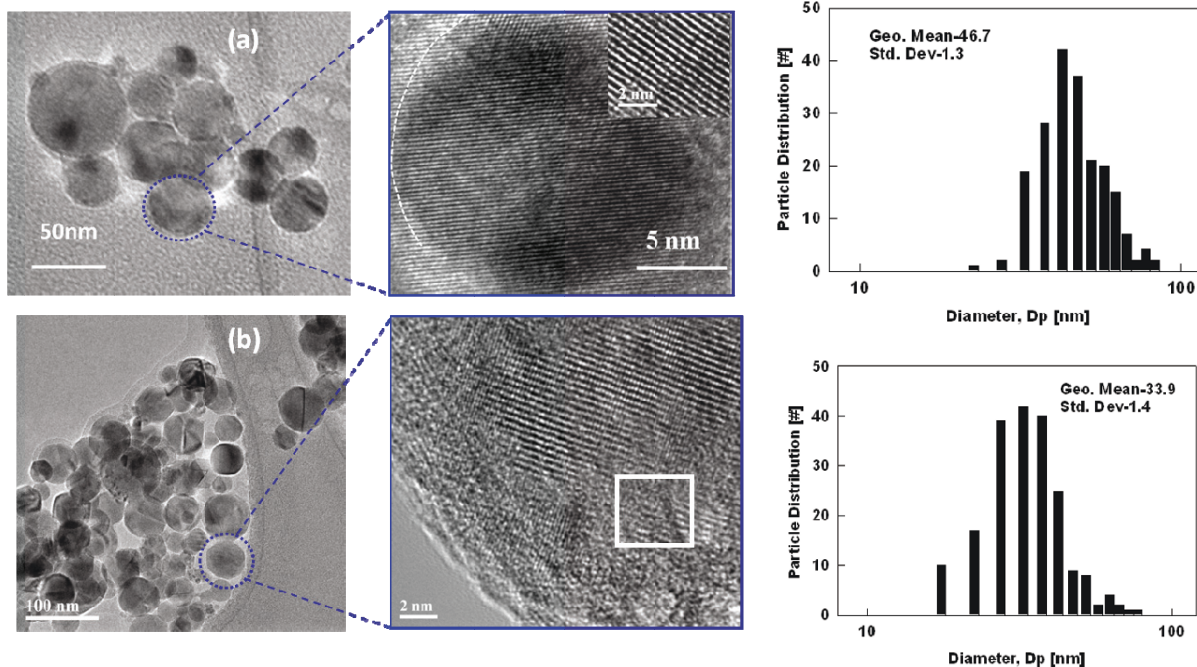 (a)
50nm
2 nm
5 nm
50
40
30
20
10
0
Particle Distribution [#]
Geo. Mean-46.7
Std. Dev-1.3
10
100
Diameter, Dp [nm]
(b)
100 nm
2 nm
50
40
30
20
10
0
Particle Distribution [#]
Geo. Mean-33.9
Std. Dev-1.4
10
100
Diameter, Dp [nm]